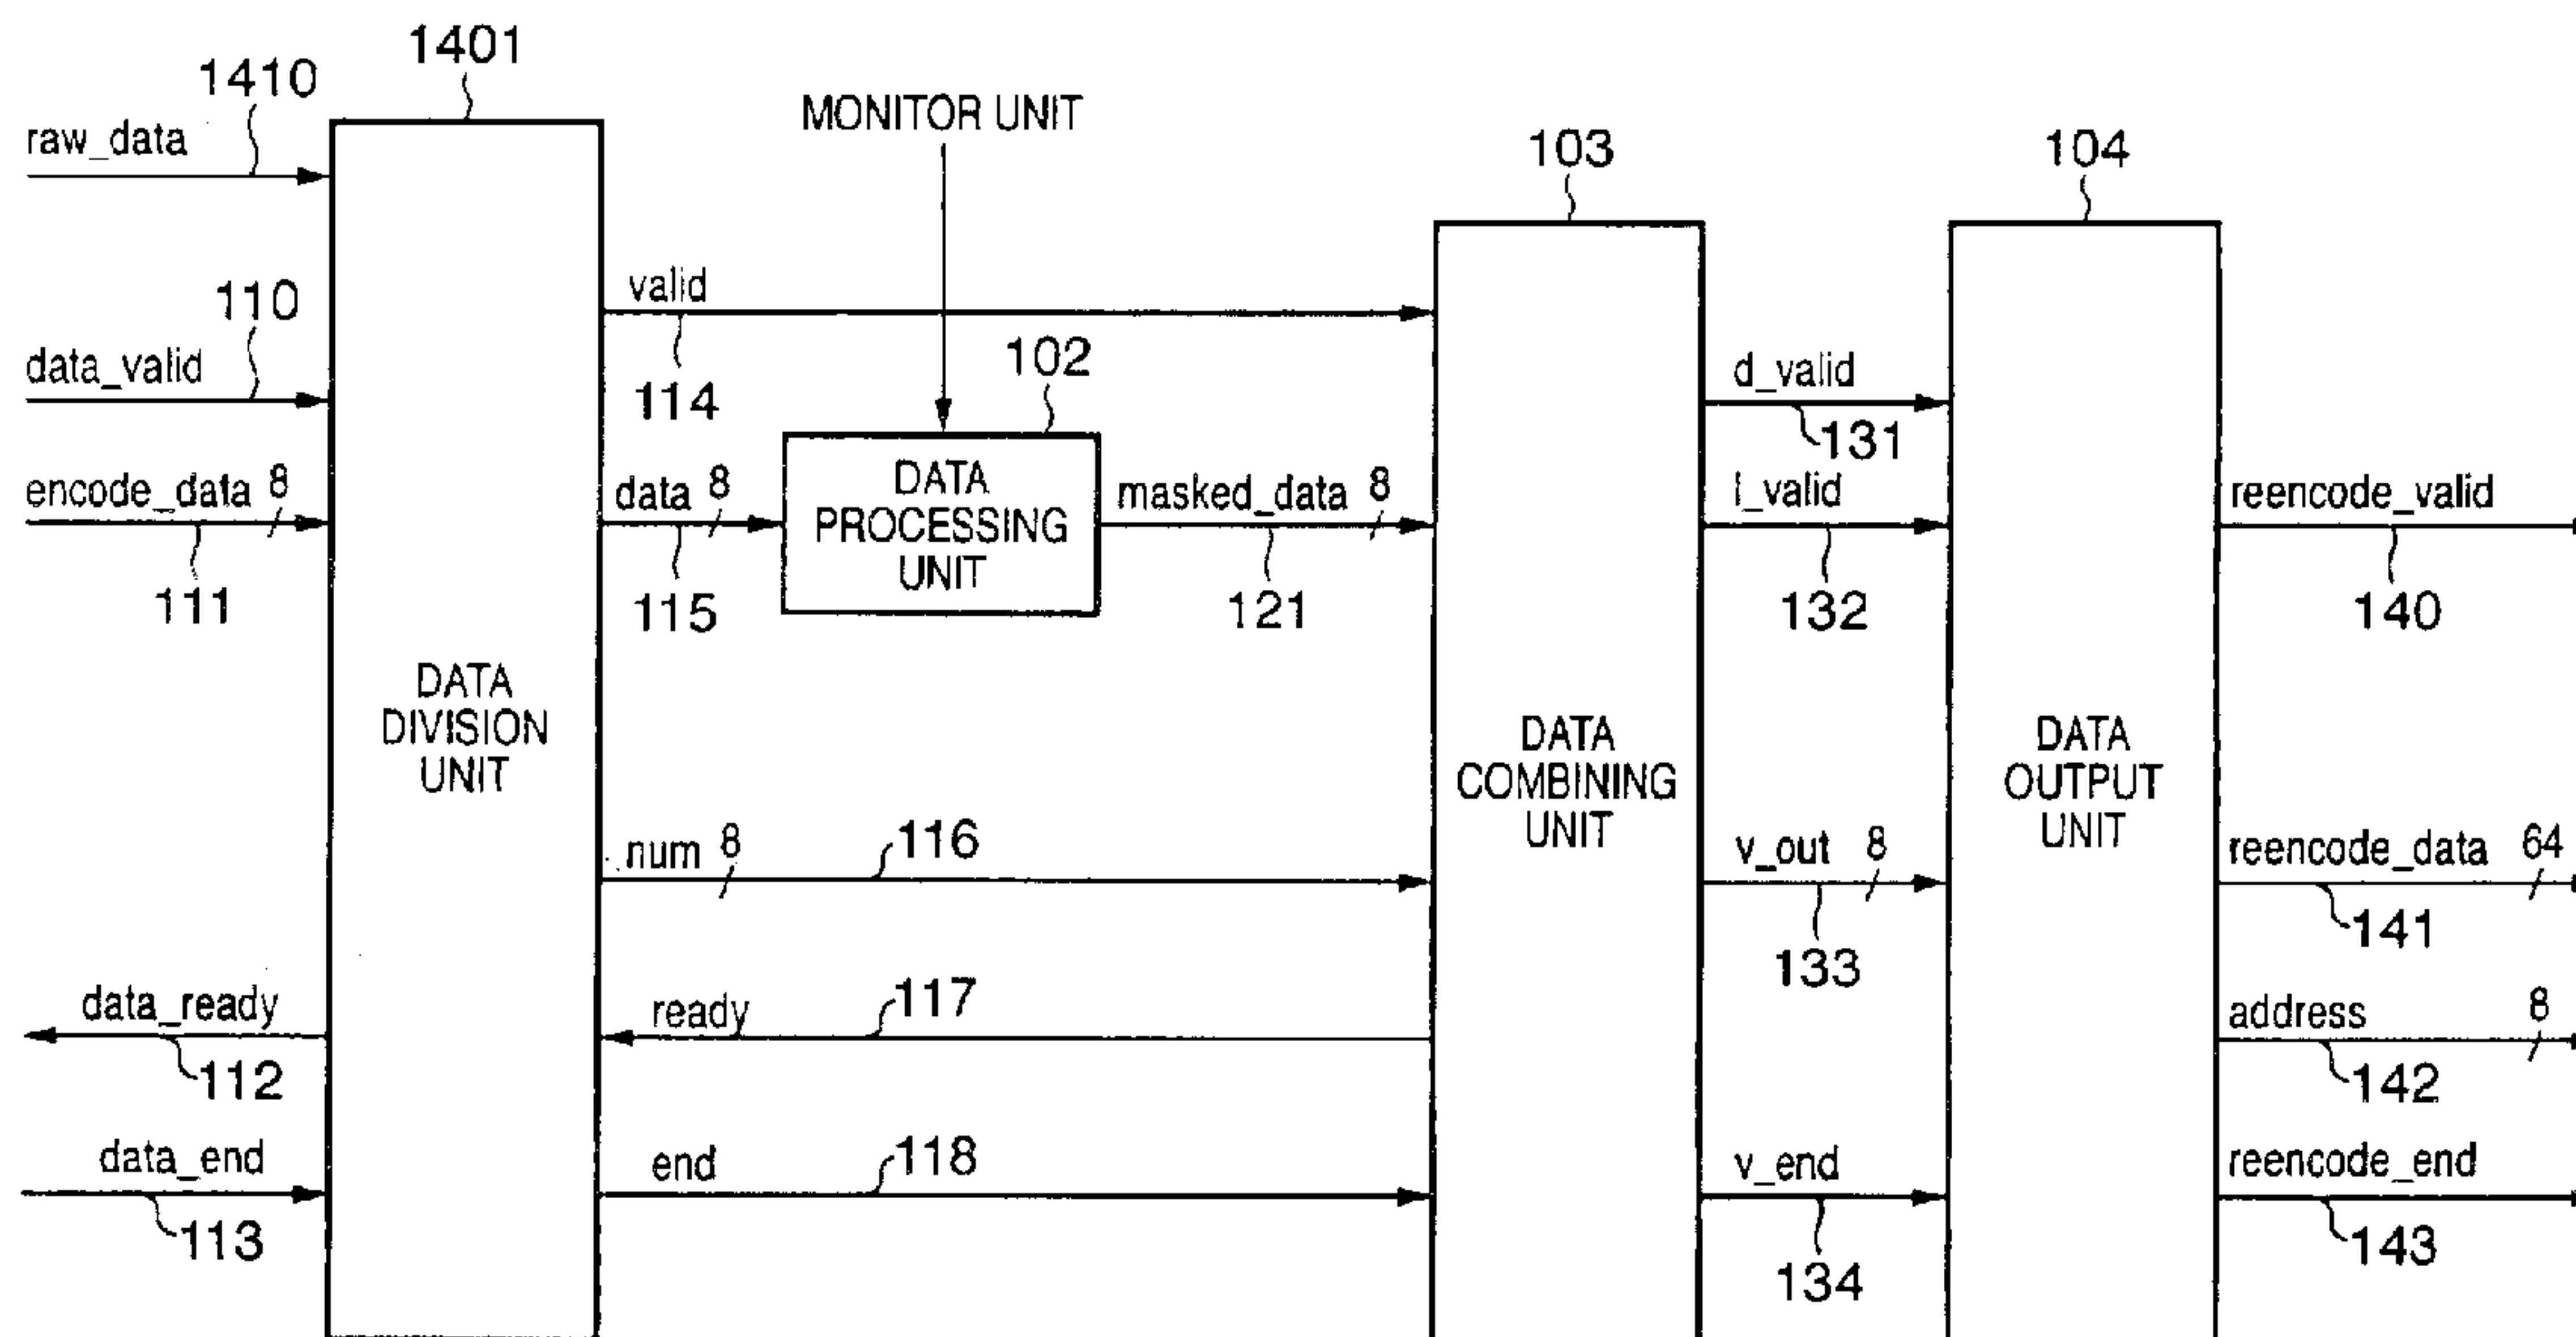 1401
1410
raw_data
MONITOR UNIT
103
104
110
valid
data_valid
114
102
d_valid
131
encode_data 8
111
data 8
115
DATA
PROCESSING
UNIT
masked_data 8
121
l_valid
132
reencode_valid
140
DATA
DIVISION
UNIT
DATA
COMBINING
UNIT
DATA
OUTPUT
UNIT
num 8
116
v_out 8
133
reencode_data 64
141
data_ready
112
ready
117
address 8
142
data_end
113
end
118
v_end
134
reencode_end
143